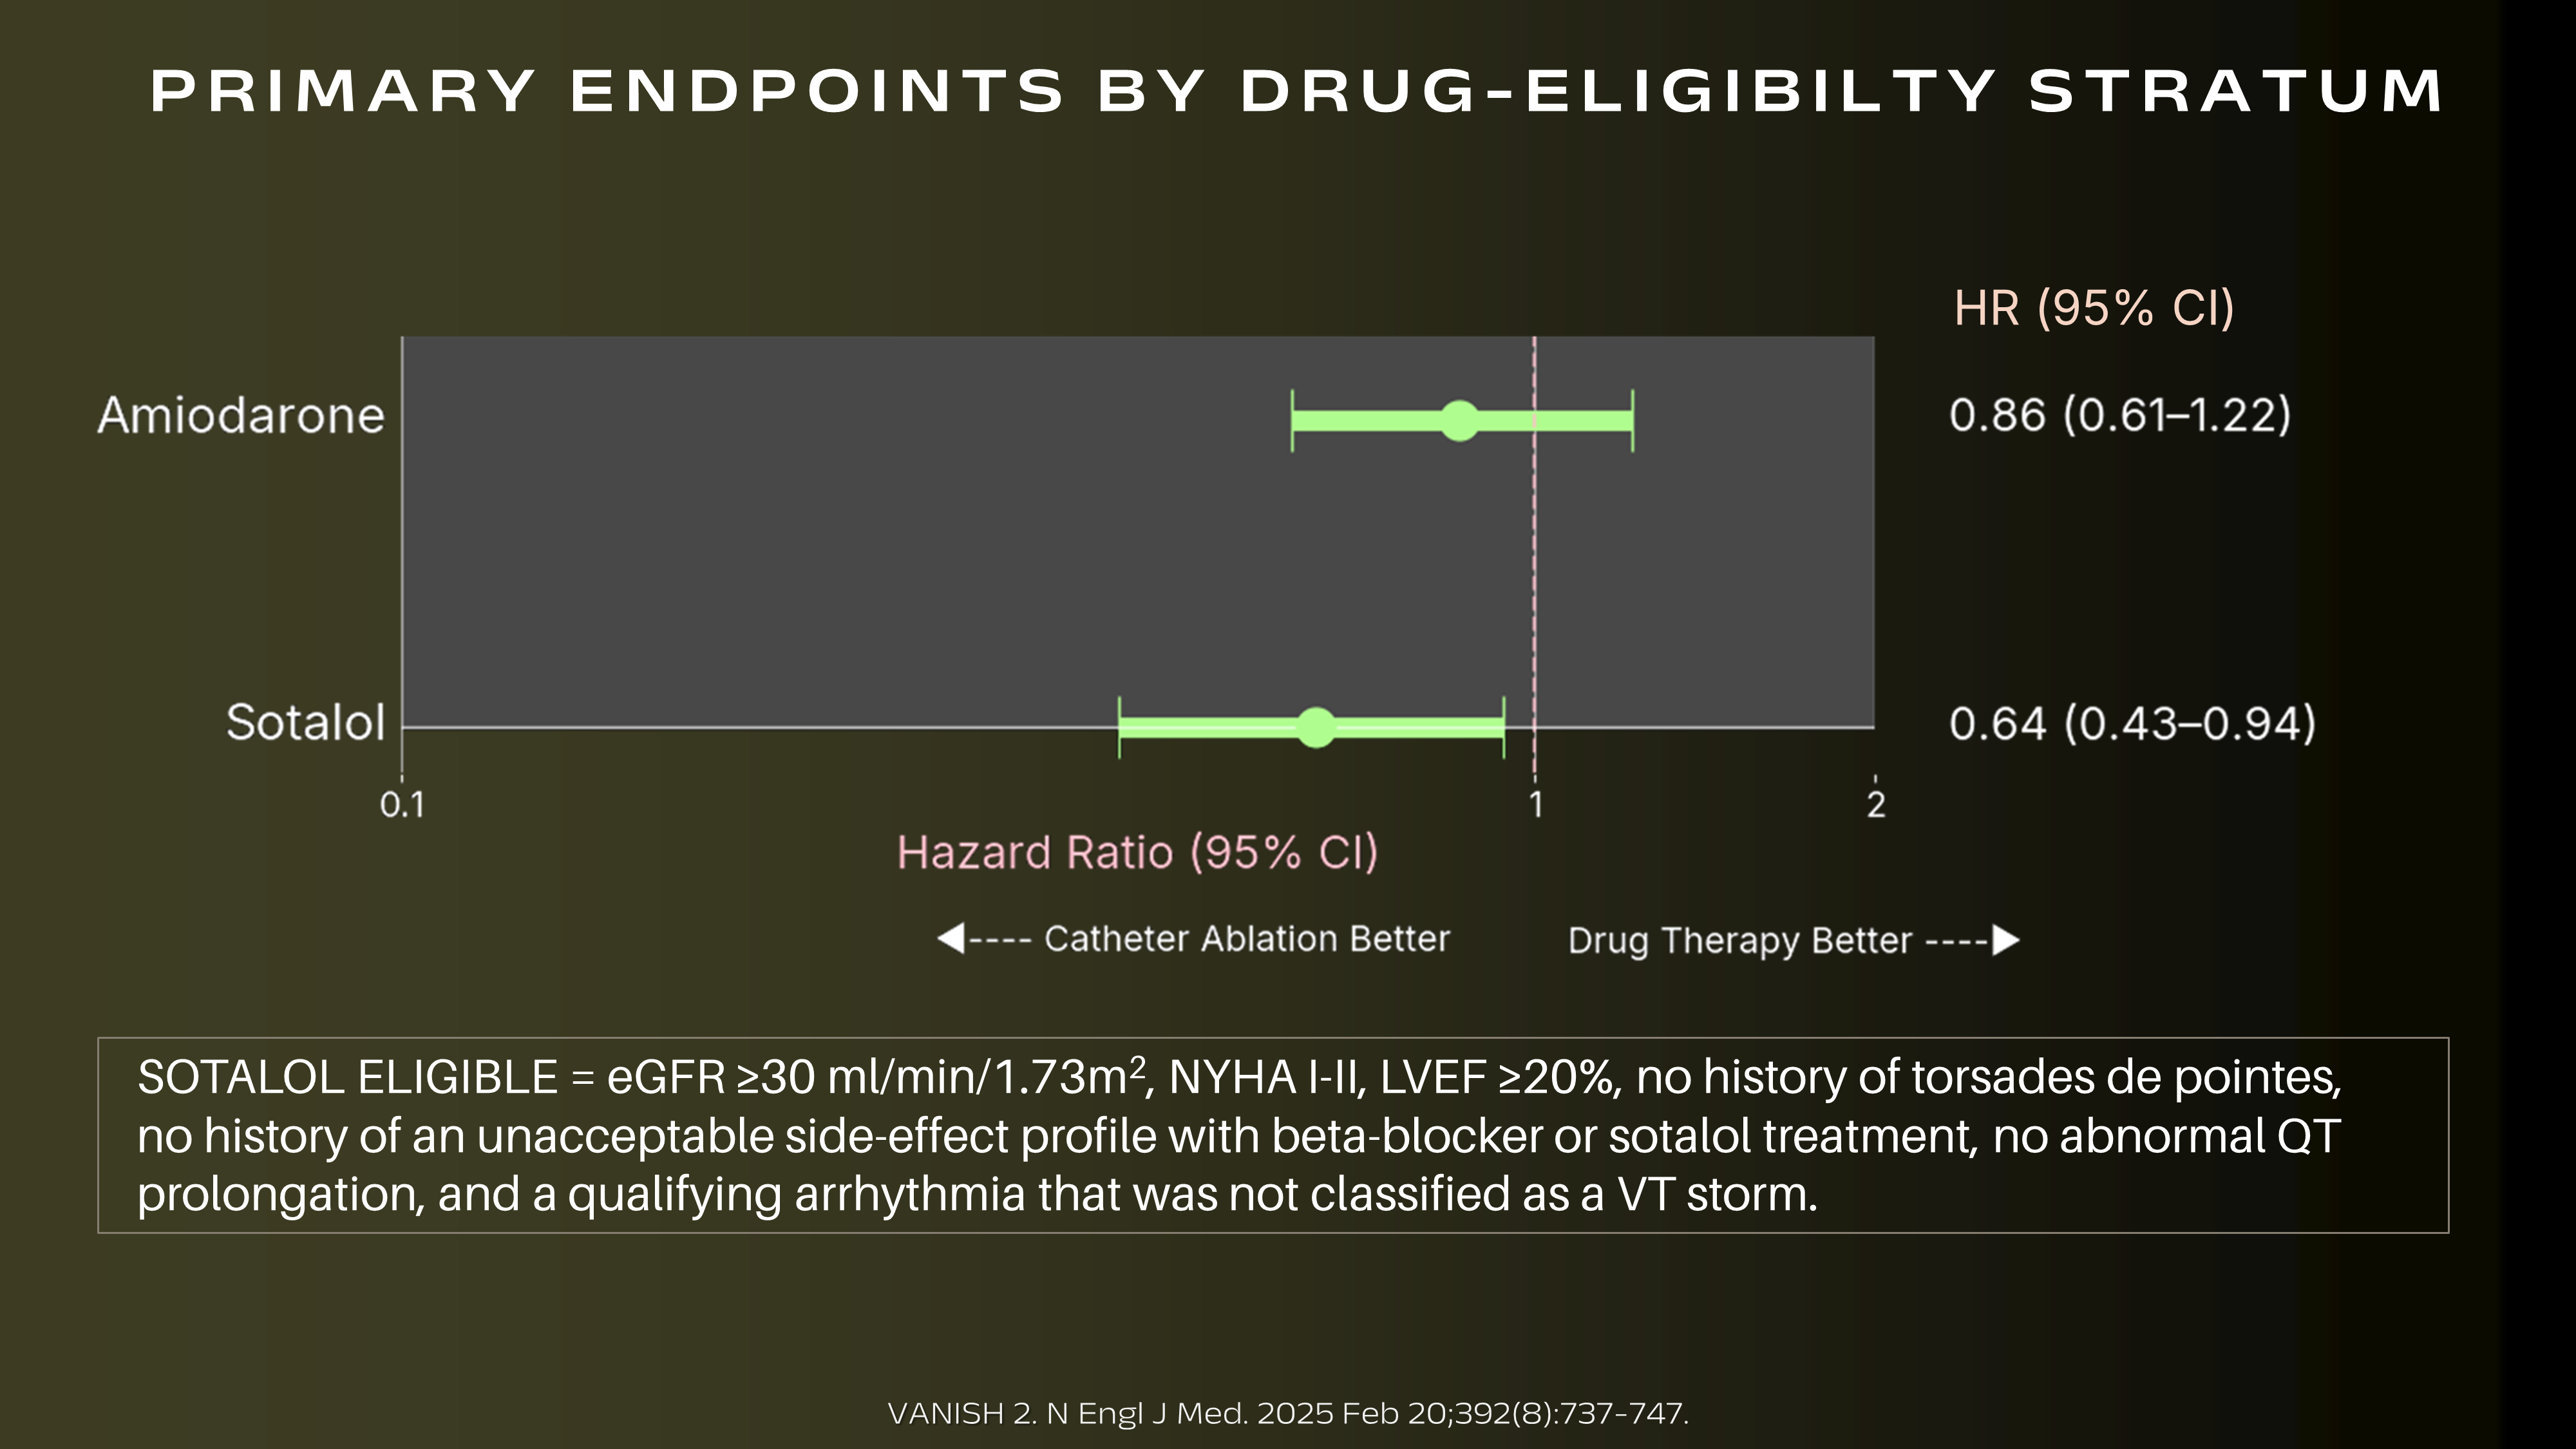 PRIMARY ENDPOINTS BY DRUG-ELIGIBILTY STRATUM
HR (95% CI)
Amiodarone
0.86 (0.61–1.22)
Sotalol
0.64 (0.43–0.94)
0.1
1
2
Hazard Ratio (95% CI)
◀---- Catheter Ablation Better
Drug Therapy Better ----▶
SOTALOL ELIGIBLE = eGFR ≥30 ml/min/1.73m², NYHA I-II, LVEF ≥20%, no history of torsades de pointes,
no history of an unacceptable side-effect profile with beta-blocker or sotalol treatment, no abnormal QT
prolongation, and a qualifying arrhythmia that was not classified as a VT storm.
VANISH 2. N Engl J Med. 2025 Feb 20;392(8):737-747.